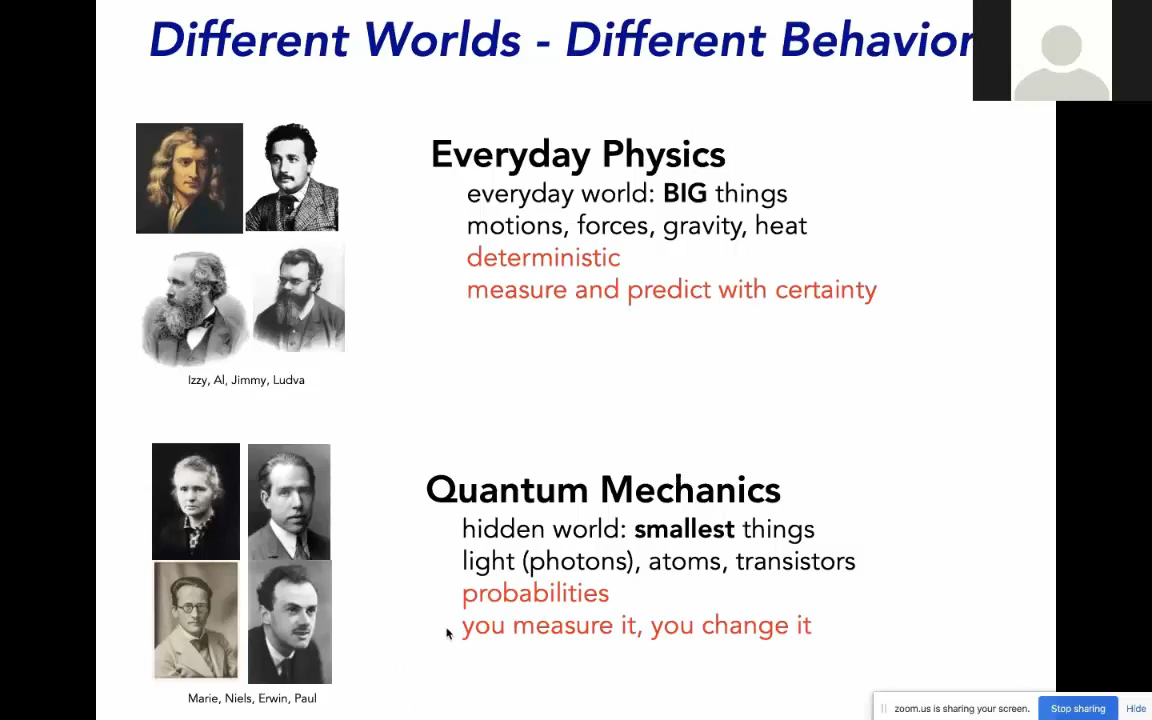 Different Worlds - Different Behavior
Everyday Physics
everyday world: BIG things
motions, forces, gravity, heat
deterministic
measure and predict with certainty
Izzy, Al, Jimmy, Ludva
Quantum Mechanics
hidden world: smallest things
light (photons), atoms, transistors
probabilities
you measure it, you change it
Marie, Niels, Erwin, Paul
zoom.us is sharing your screen.
Stop sharing
Hide